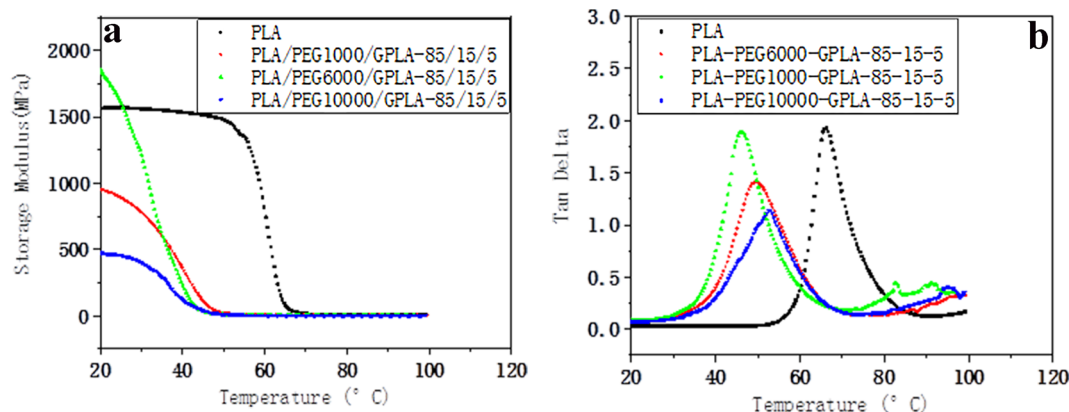 a
PLA
PLA/PEG1000/GPLA-85/15/5
PLA/PEG6000/GPLA-85/15/5
PLA/PEG10000/GPLA-85/15/5
Storage Modulus(MPa)
2000
1500
1000
500
0
20 40 60 80 100 120
Temperature (° C)
b
PLA
PLA-PEG6000-GPLA-85-15-5
PLA-PEG1000-GPLA-85-15-5
PLA-PEG10000-GPLA-85-15-5
Tan Delta
3.0
2.5
2.0
1.5
1.0
0.5
0.0
20 40 60 80 100 120
Temperature (° C)